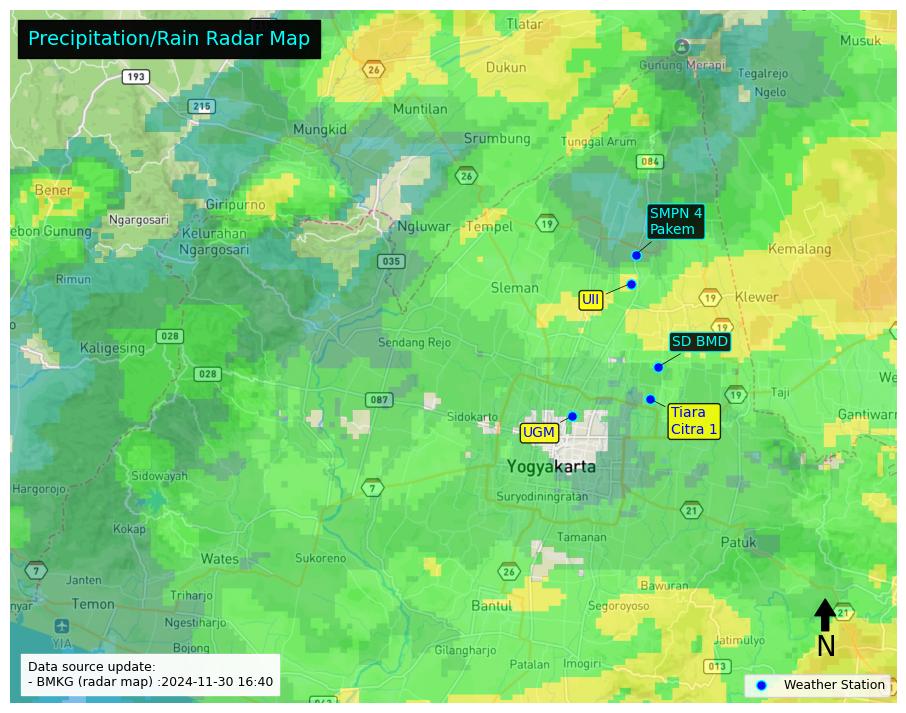 Precipitation/Rain Radar Map
Tlatar
Musuk
26
Dukun
Gunung Merapi
Tegalrejo
193
Ngelo
215
Muntilan
Mungkid
Srumbung
Tunggal Arum
084
26
Bener
Giripurno
SMPN 4
Pakem
Ngargosari
Ngluwar
Tempel
19
ebon Gunung
Kelurahan
Ngargosari
Kemalang
035
Rimun
Sleman
UII
19
Klewer
19
028
Kaligesing
Sendang Rejo
SD BMD
028
We
087
19
Taji
Sidokarto
Tiara
Citra 1
Gantiwarn
UGM
Yogyakarta
Sidowayah
7
Hargorojo
Suryodiningratan
21
Kokap
Tamanan
Patuk
Wates
Sukoreno
7
26
Janten
Bawuran
nyar
Temon
Triharjo
Bantul
Segoroyoso
21
YIA
Ngestiharjo
N
Jatimulyo
Bojong
Gilangharjo
Patalan
Imogiri
013
Data source update:
- BMKG (radar map) :2024-11-30 16:40
Weather Station